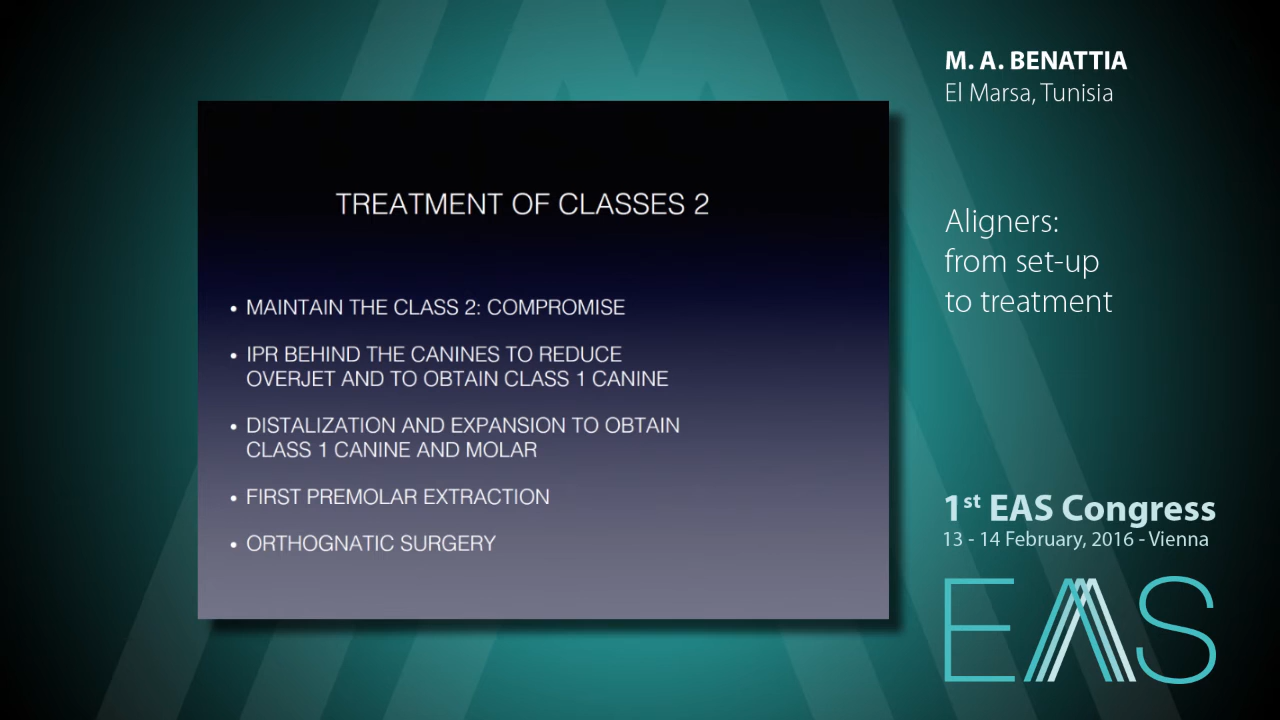 M. A. BENATTIA
El Marsa, Tunisia
TREATMENT OF CLASSES 2
• MAINTAIN THE CLASS 2: COMPROMISE
• IPR BEHIND THE CANINES TO REDUCE
OVERJET AND TO OBTAIN CLASS 1 CANINE
• DISTALIZATION AND EXPANSION TO OBTAIN
CLASS 1 CANINE AND MOLAR
• FIRST PREMOLAR EXTRACTION
• ORTHOGNATIC SURGERY
Aligners:
from set-up
to treatment
1st EAS Congress
13 - 14 February, 2016 - Vienna
EAS